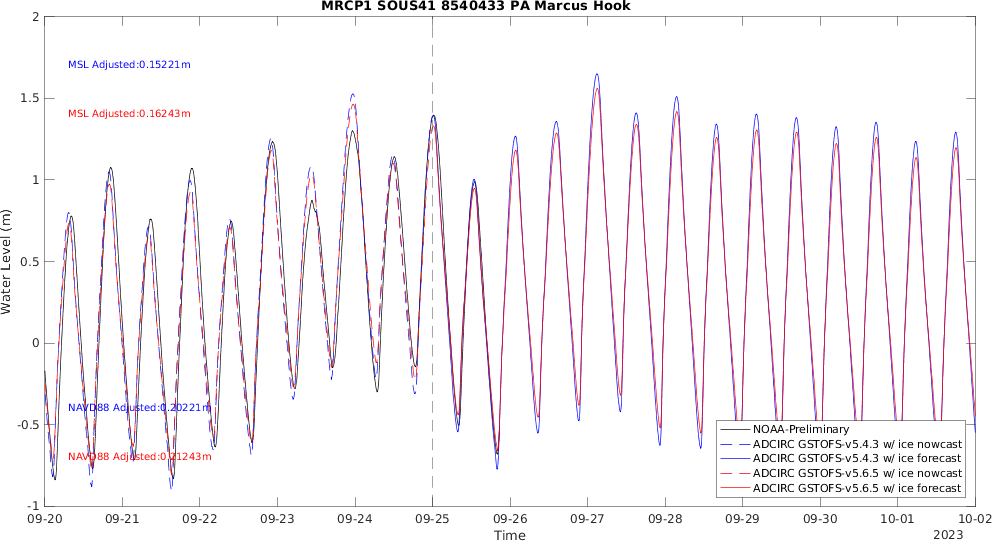 MRCP1 SOUS41 8540433 PA Marcus Hook
2
1.5
1
0.5
0
-0.5
-1
Water Level (m)
MSL Adjusted:0.15221m
MSL Adjusted:0.16243m
NAVD88 Adjusted:0.20221m
NAVD88 Adjusted:0.21243m
NOAA-Preliminary
ADCIRC GSTOFS-v5.4.3 w/ ice nowcast
ADCIRC GSTOFS-v5.4.3 w/ ice forecast
ADCIRC GSTOFS-v5.6.5 w/ ice nowcast
ADCIRC GSTOFS-v5.6.5 w/ ice forecast
09-20 09-21 09-22 09-23 09-24 09-25 09-26 09-27 09-28 09-29 09-30 10-01 10-02
Time
2023